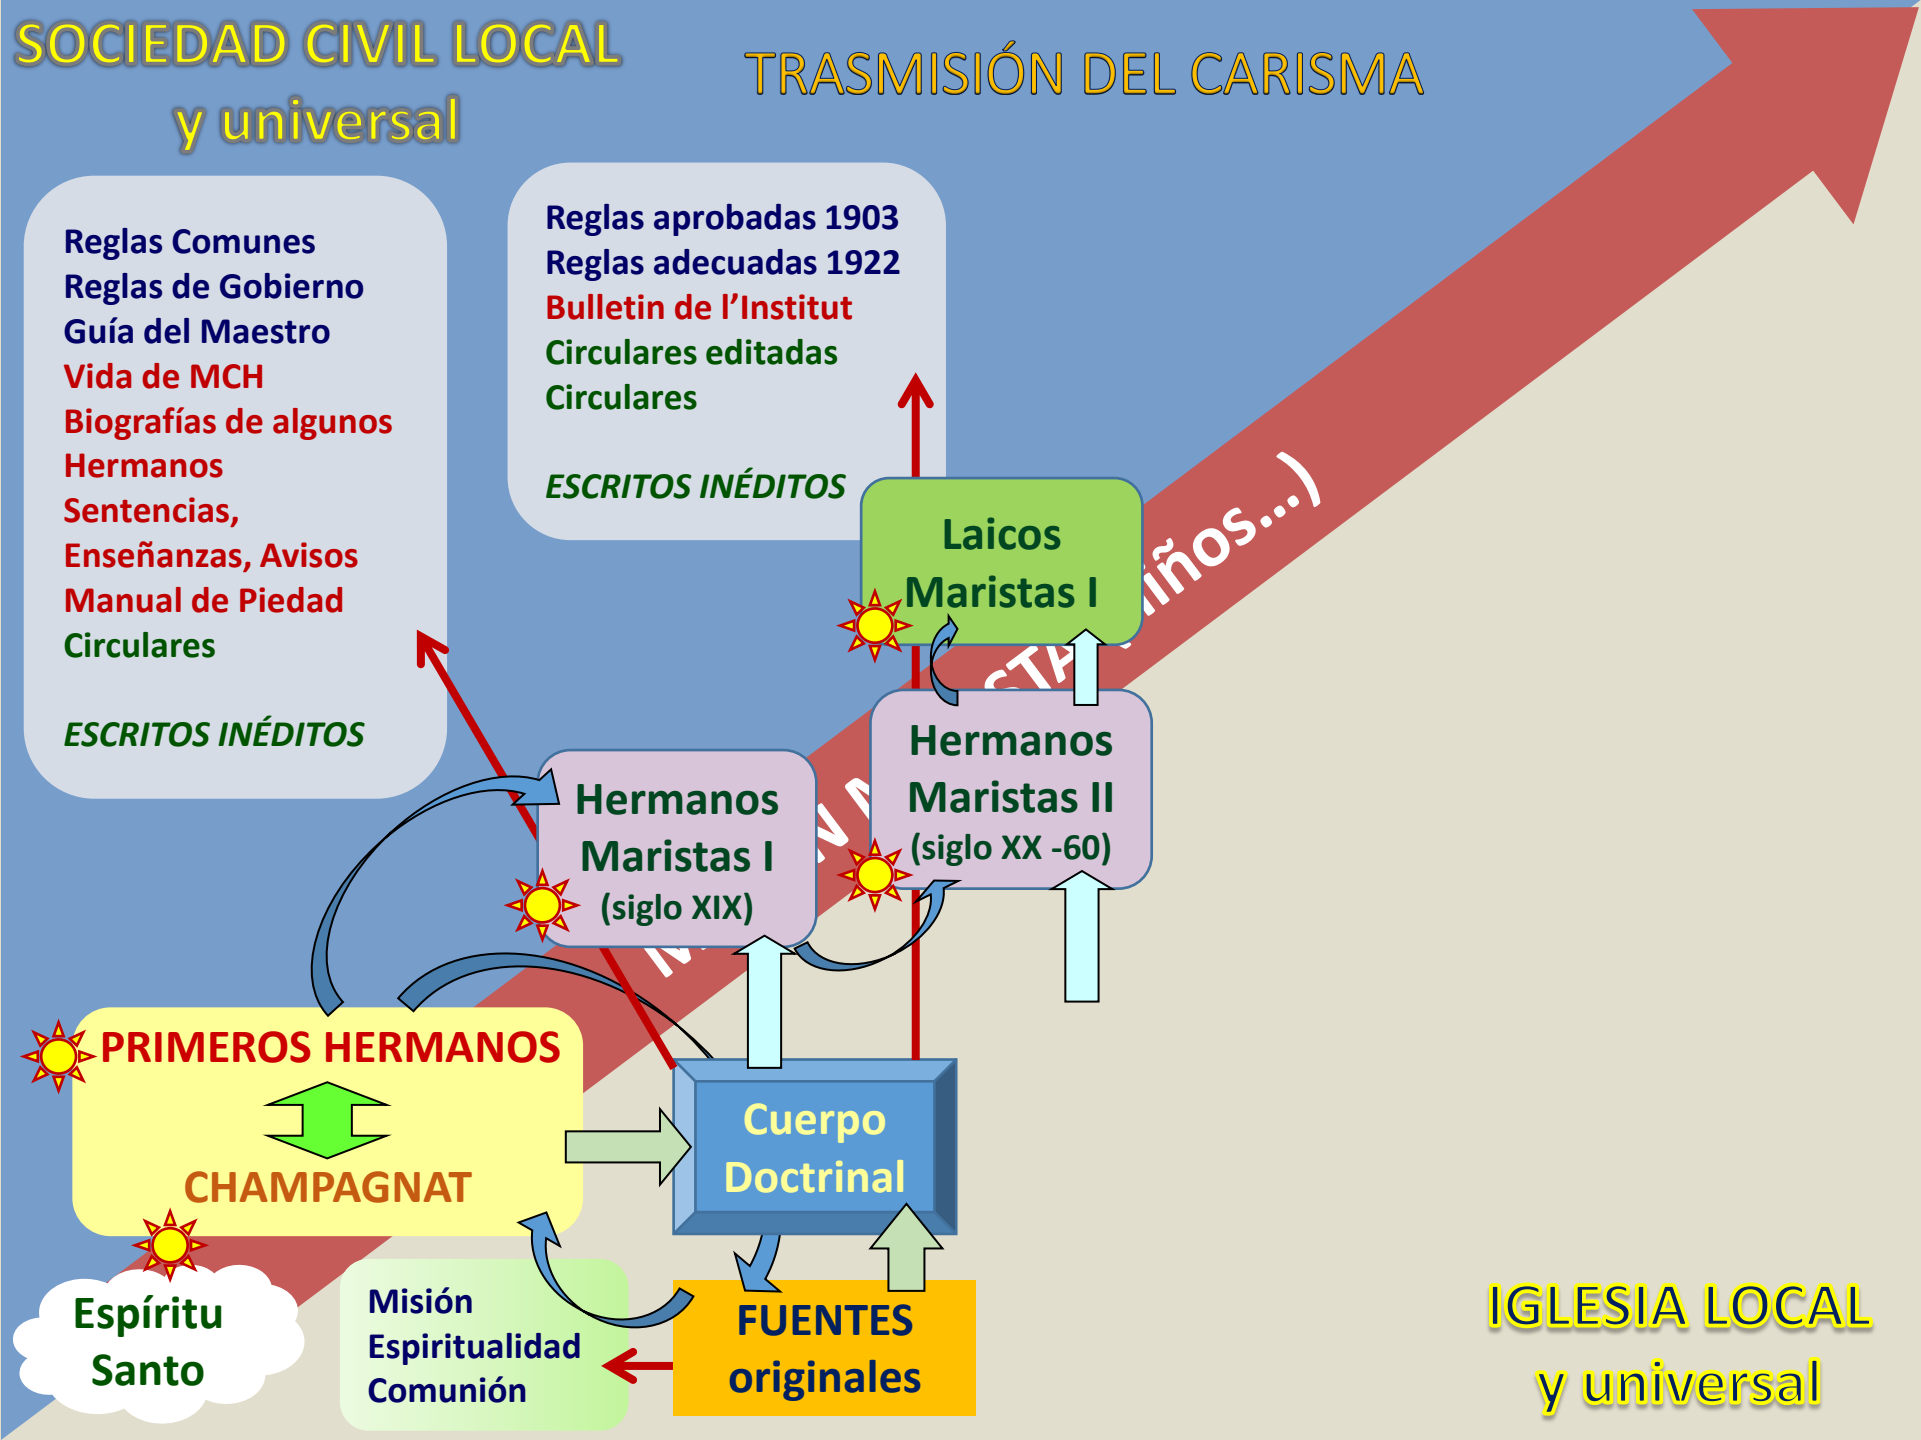 SOCIEDAD CIVIL LOCAL
y universal
TRASMISIÓN DEL CARISMA
Reglas Comunes
Reglas de Gobierno
Guía del Maestro
Vida de MCH
Biografías de algunos
Hermanos
Sentencias,
Enseñanzas, Avisos
Manual de Piedad
Circulares
ESCRITOS INÉDITOS
Reglas aprobadas 1903
Reglas adecuadas 1922
Bulletin de l’Institut
Circulares editadas
Circulares
ESCRITOS INÉDITOS
Laicos
Maristas I
Hermanos
Maristas II
(siglo XX -60)
Hermanos
Maristas I
(siglo XIX)
PRIMEROS HERMANOS
CHAMPAGNAT
Cuerpo
Doctrinal
Espíritu
Santo
Misión
Espiritualidad
Comunión
FUENTES
originales
IGLESIA LOCAL
y universal